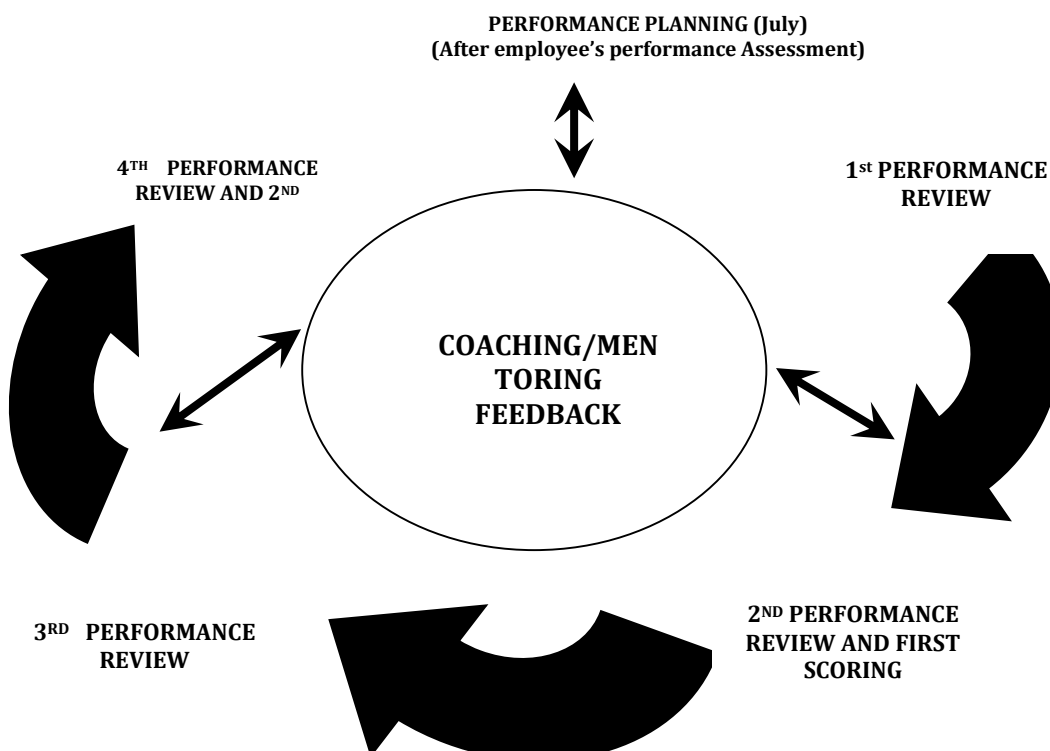 PERFORMANCE PLANNING (July)
(After employee’s performance Assessment)
4TH PERFORMANCE
REVIEW AND 2ND
1st PERFORMANCE
REVIEW
COACHING/MEN
TORING
FEEDBACK
3RD PERFORMANCE
REVIEW
2ND PERFORMANCE
REVIEW AND FIRST
SCORING